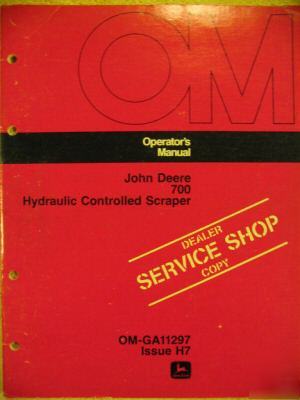 OM
Operator's
Manual
John Deere
700
Hydraulic Controlled Scraper
DEALER
SERVICE SHOP
COPY
OM-GA11297
Issue H7